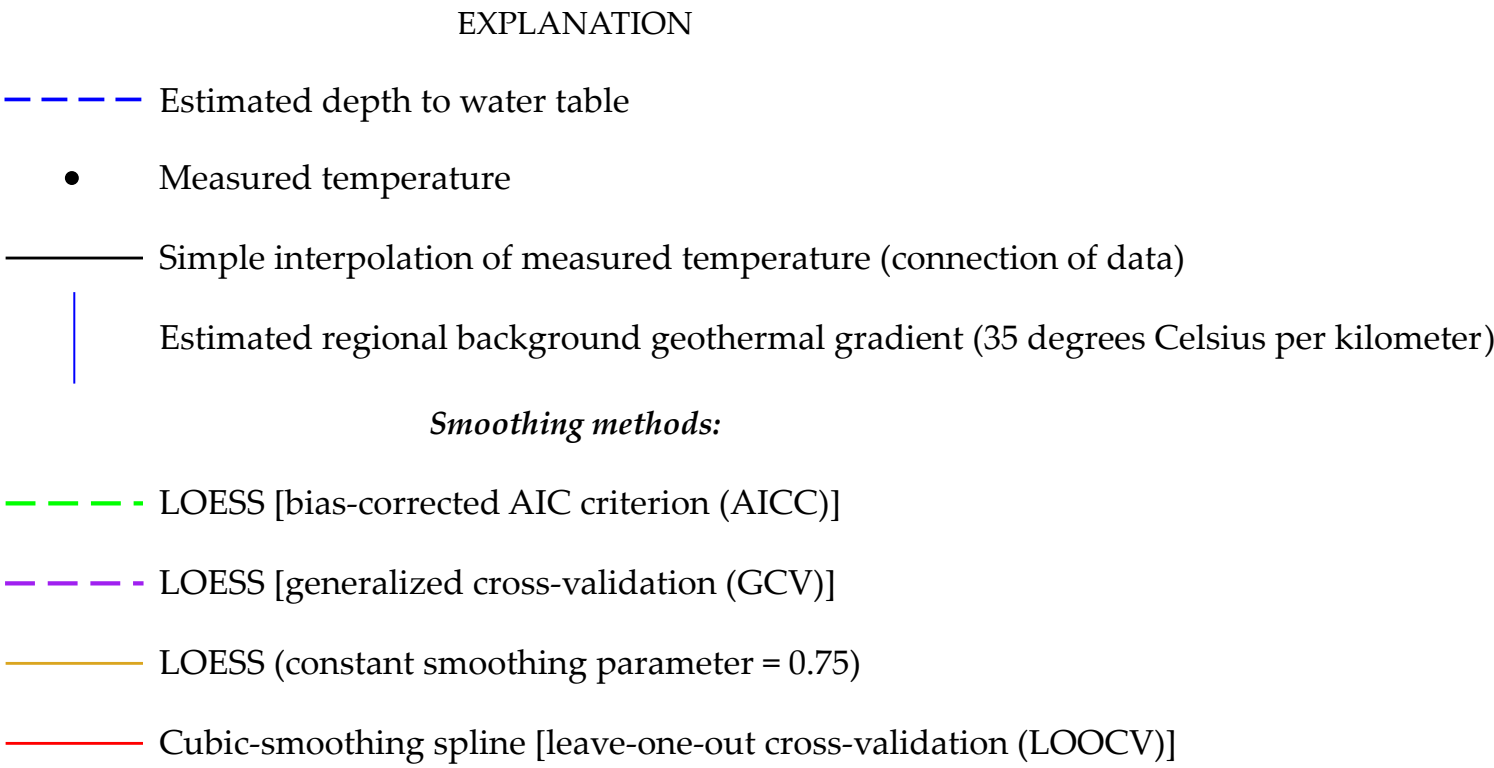 EXPLANATION
Estimated depth to water table
Measured temperature
Simple interpolation of measured temperature (connection of data)
Estimated regional background geothermal gradient (35 degrees Celsius per kilometer)
Smoothing methods:
LOESS [bias-corrected AIC criterion (AICC)]
LOESS [generalized cross-validation (GCV)]
LOESS (constant smoothing parameter = 0.75)
Cubic-smoothing spline [leave-one-out cross-validation (LOOCV)]